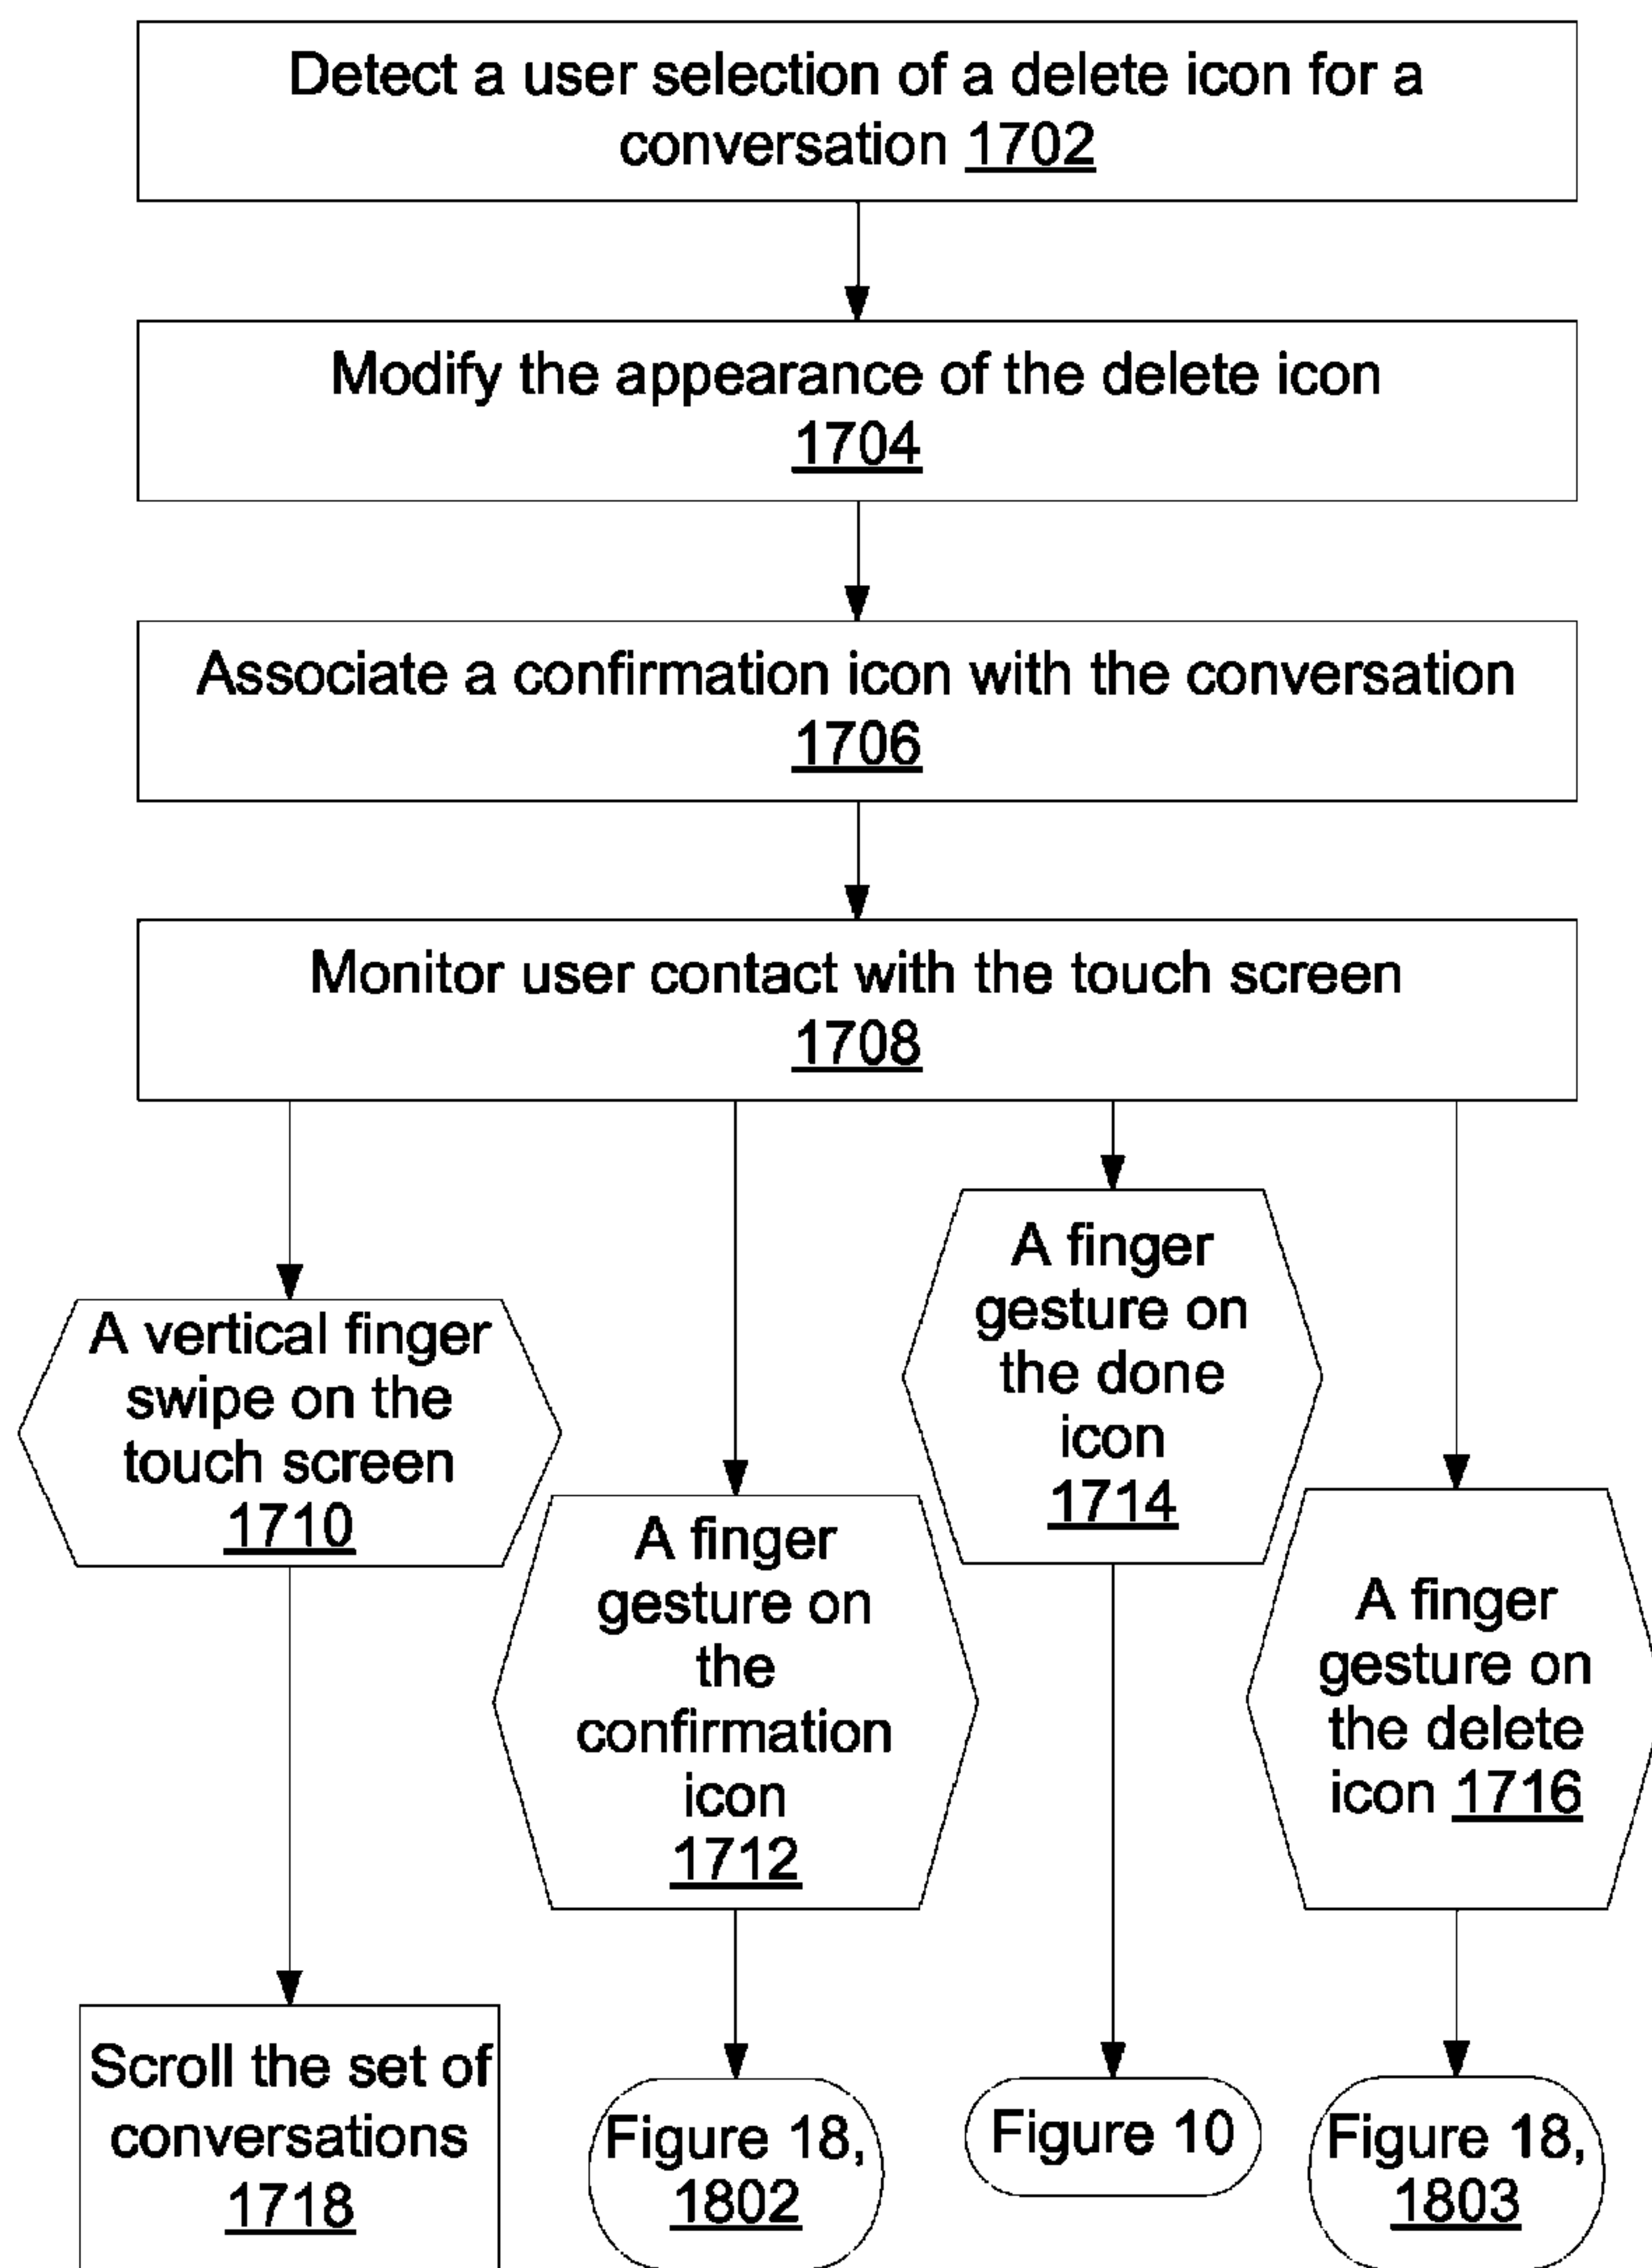 Detect a user selection of a delete icon for a
conversation 1702
Modify the appearance of the delete icon
1704
Associate a confirmation icon with the conversation
1706
Monitor user contact with the touch screen
1708
A vertical finger
swipe on the
touch screen
1710
A finger
gesture on
the
confirmation
icon
1712
A finger
gesture on
the done
icon
1714
A finger
gesture on
the delete
icon 1716
Scroll the set of
conversations
1718
Figure 18,
1802
Figure 10
Figure 18,
1803